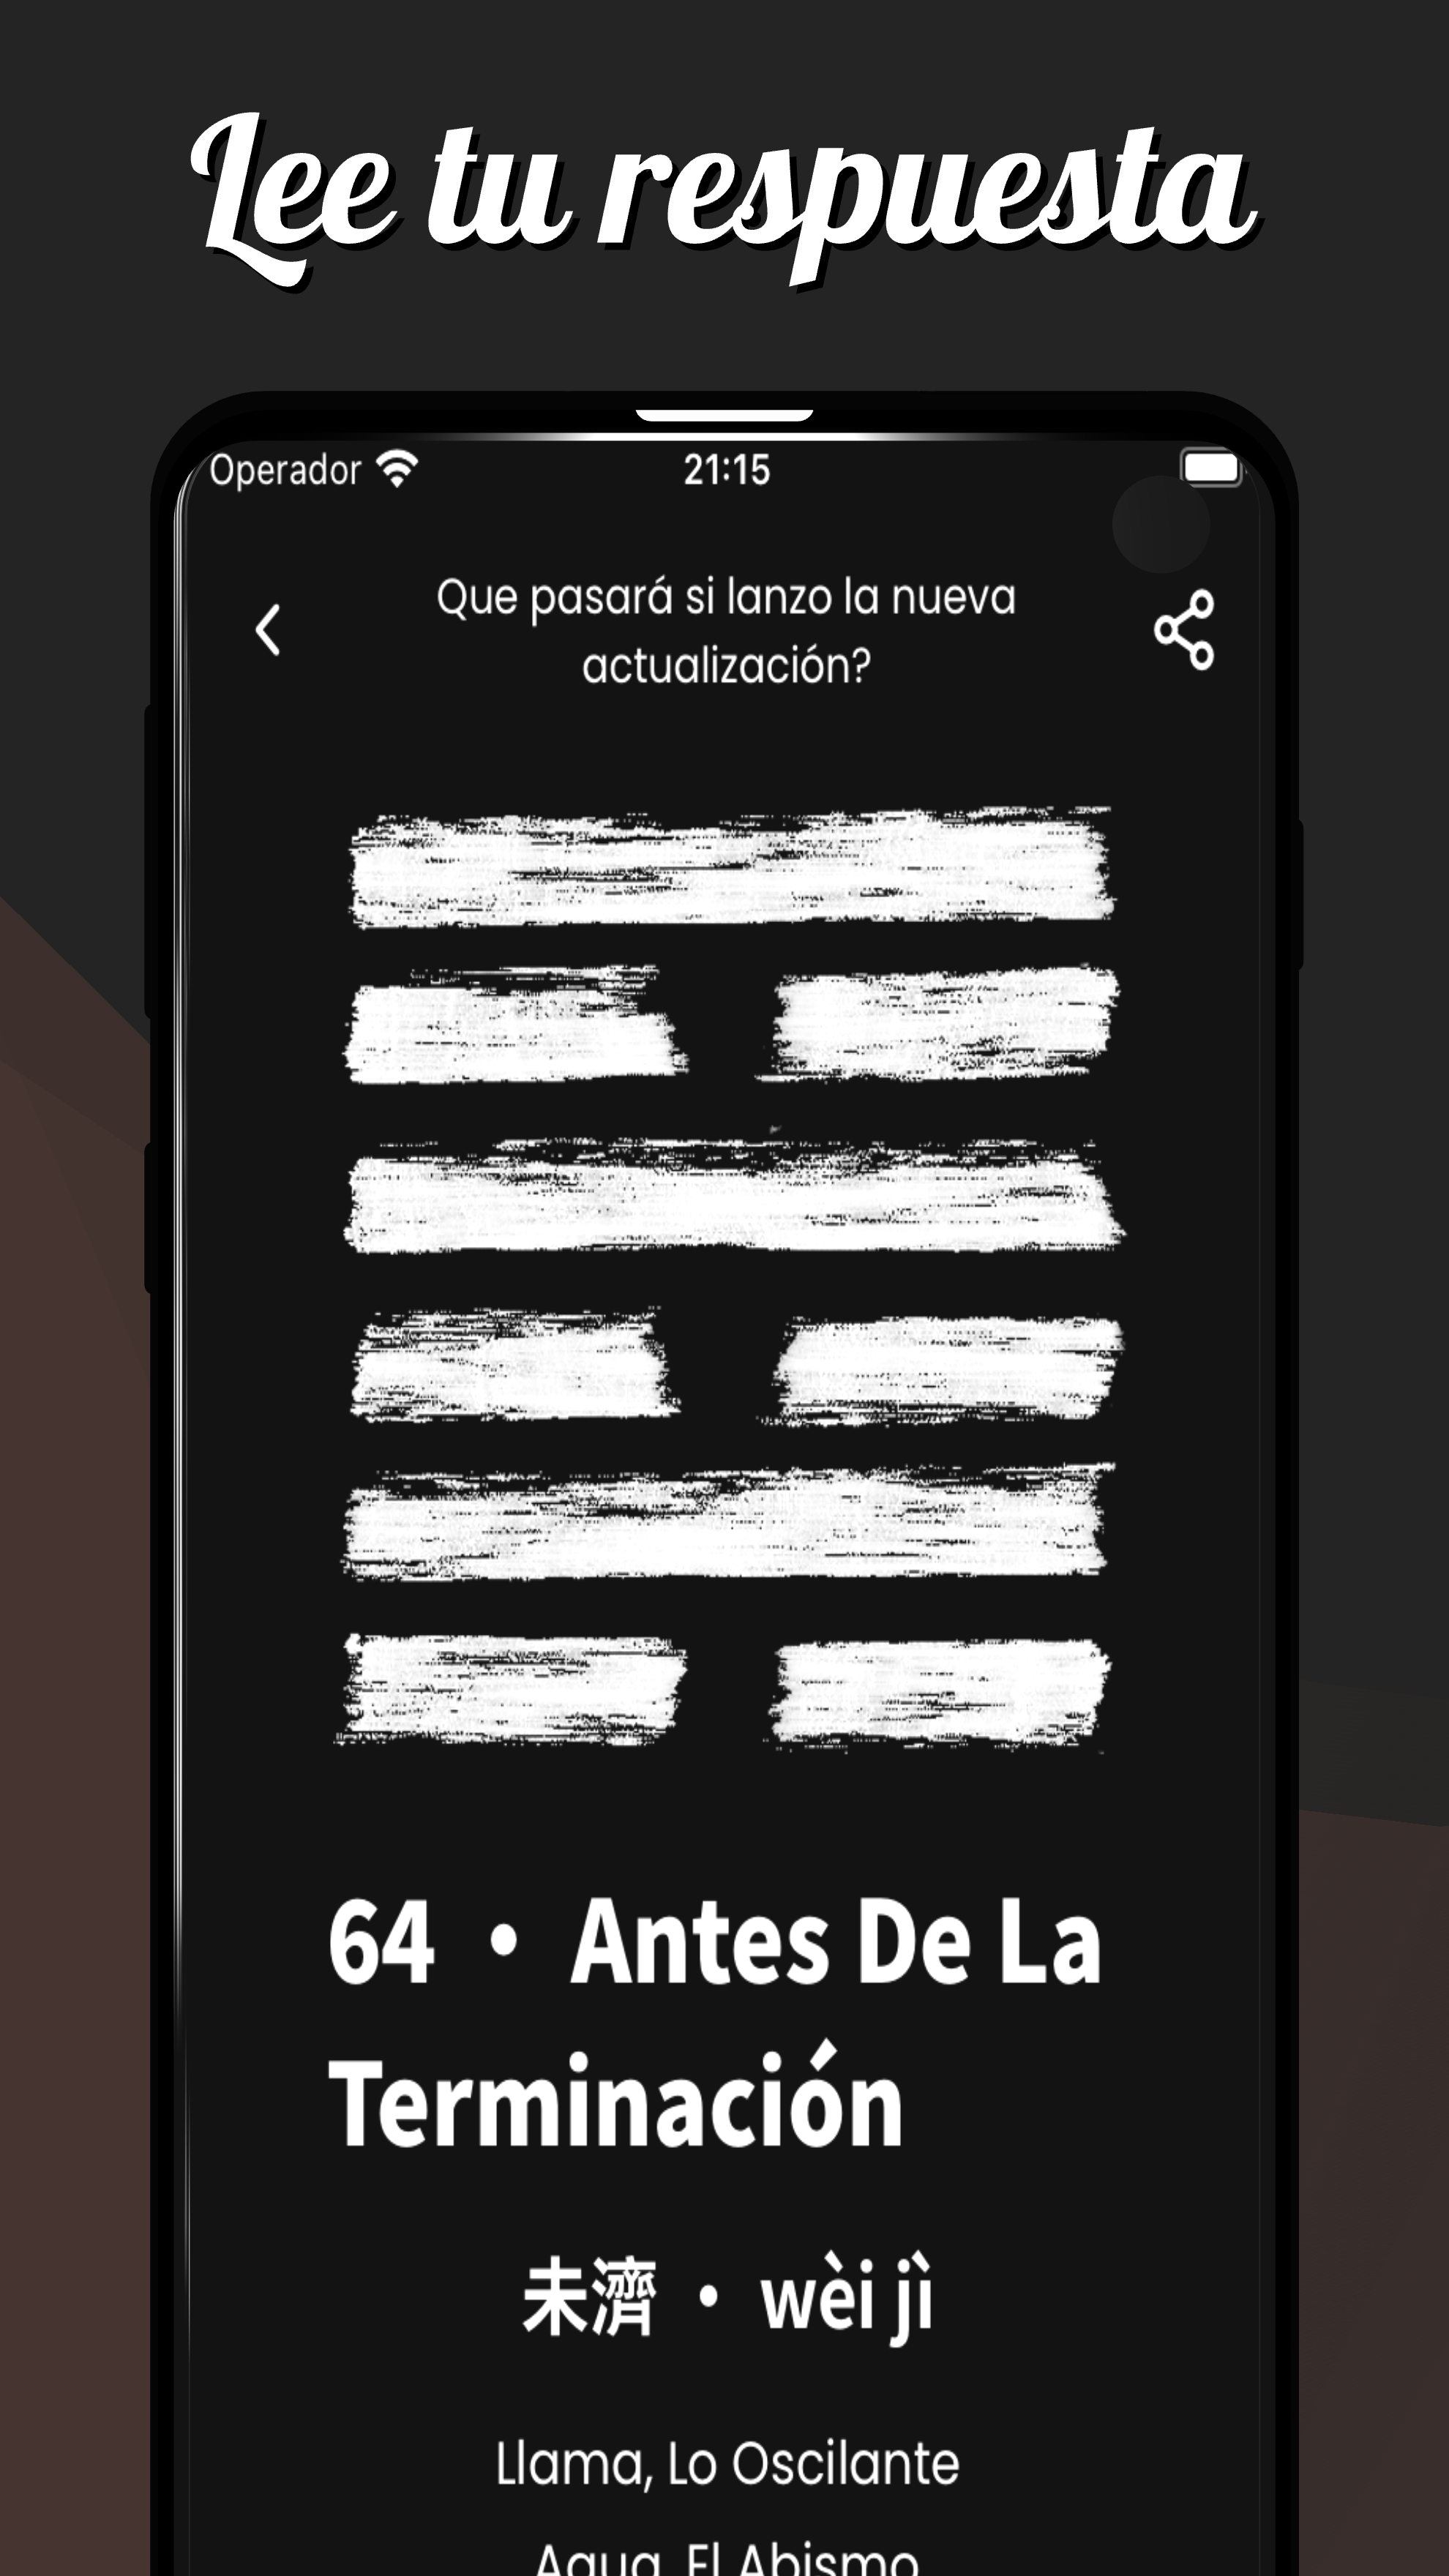 Lee tu respuesta
Operador 21:15
Que pasará si lanzo la nueva
actualización?
64 • Antes De La
Terminación
未濟 • wèi jì
Llama, Lo Oscilante
Agua, El Abismo